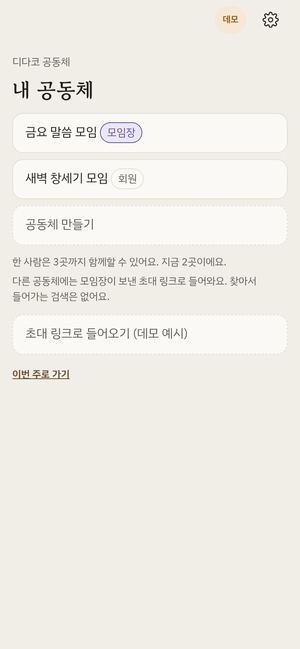 데모
디다코 공동체
내 공동체
금요 말씀 모임 모임장
새벽 창세기 모임 회원
공동체 만들기
한 사람은 3곳까지 함께할 수 있어요. 지금 2곳이에요.
다른 공동체에는 모임장이 보낸 초대 링크로 들어와요. 찾아서
들어가는 검색은 없어요.
초대 링크로 들어오기 (데모 예시)
이번 주로 가기